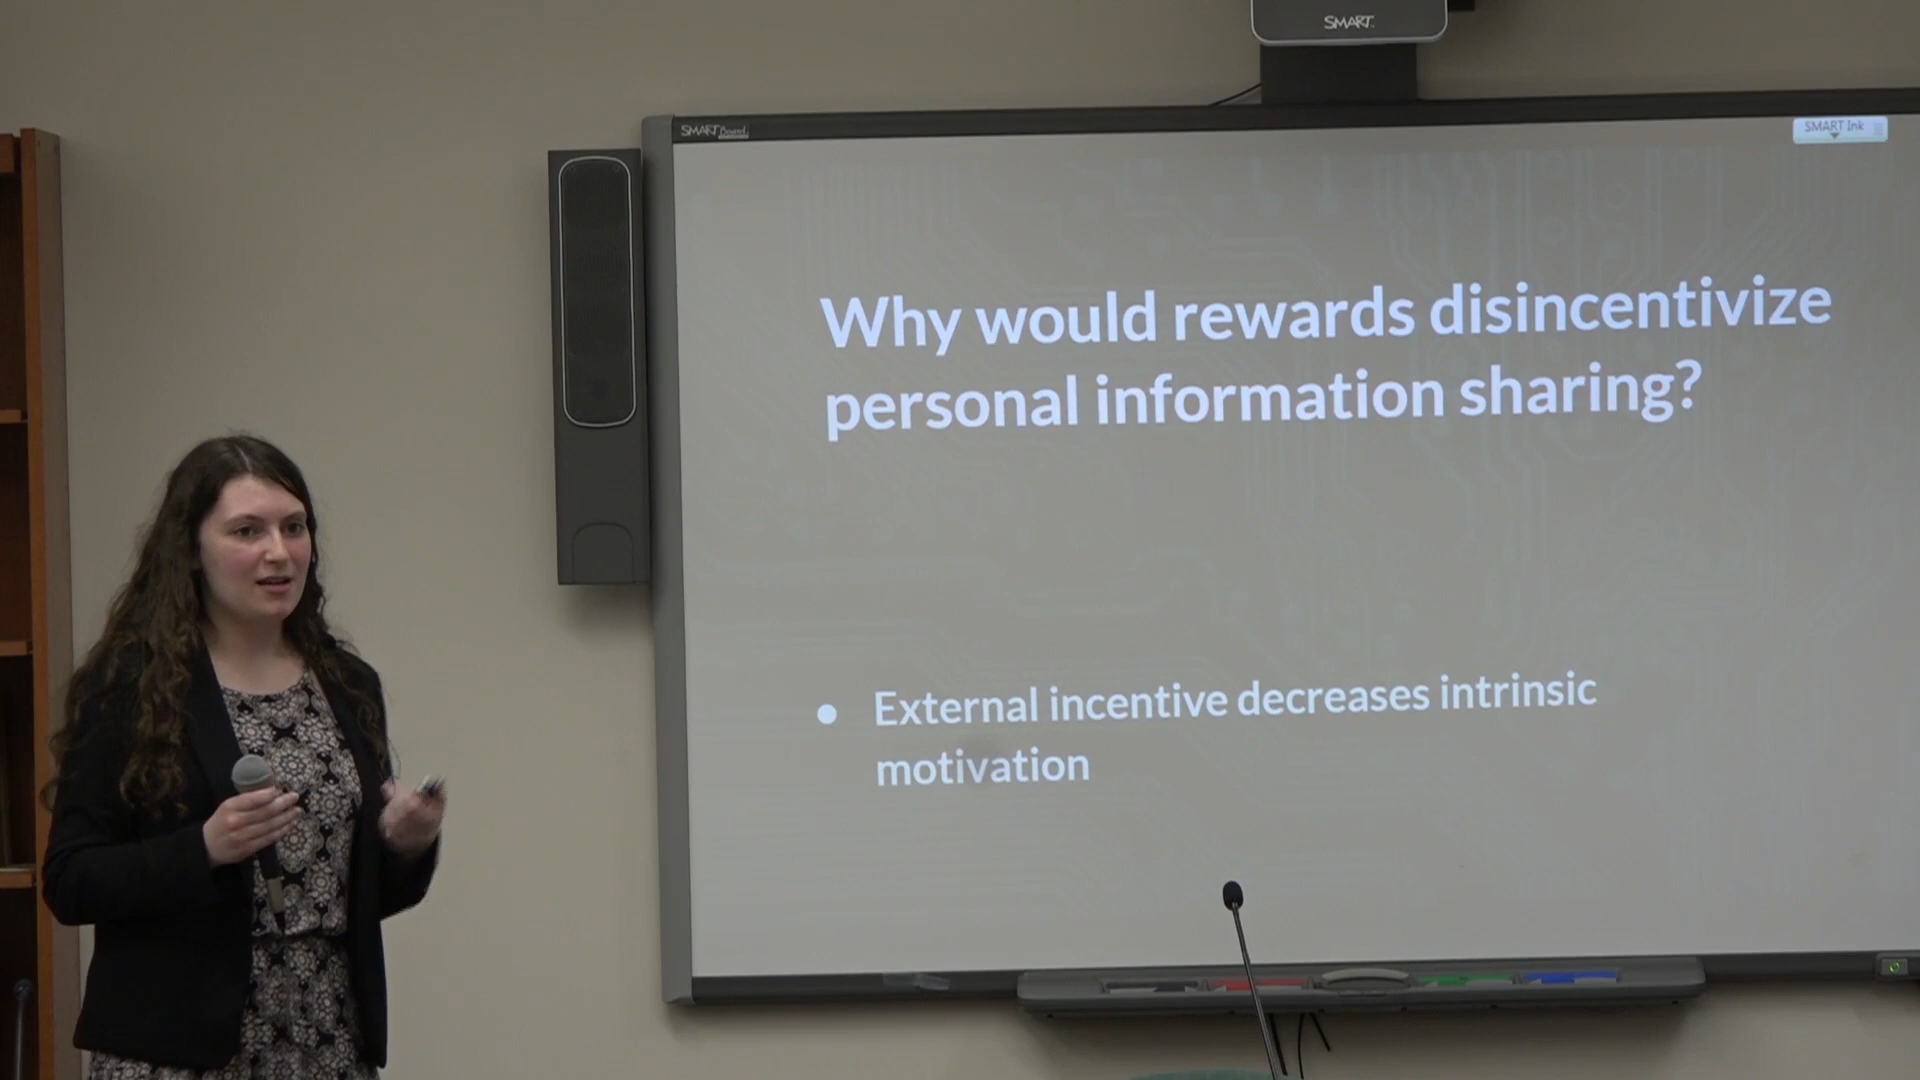 SMART
SMART Board
SMART Ink
Why would rewards disincentivize
personal information sharing?
● External incentive decreases intrinsic
motivation